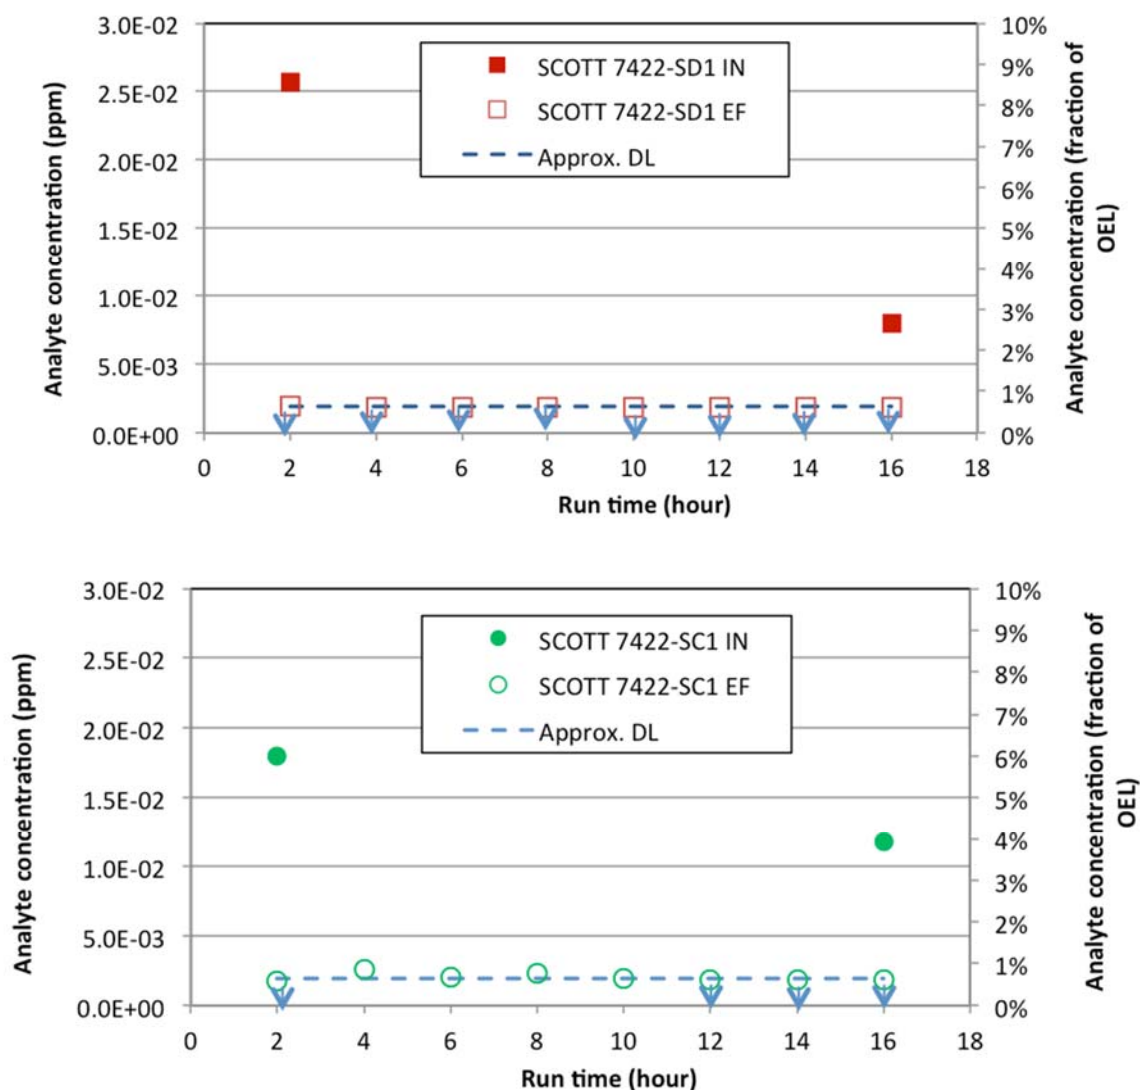 3.0E-02
2.5E-02
2.0E-02
1.5E-02
1.0E-02
5.0E-03
0.0E+00
Analyte concentration (ppm)
SCOTT 7422-SD1 IN
SCOTT 7422-SD1 EF
Approx. DL
10%
9%
8%
7%
6%
5%
4%
3%
2%
1%
0%
Analyte concentration (fraction of
OEL)
0 2 4 6 8 10 12 14 16 18
Run time (hour)
3.0E-02
2.5E-02
2.0E-02
1.5E-02
1.0E-02
5.0E-03
0.0E+00
Analyte concentration (ppm)
SCOTT 7422-SC1 IN
SCOTT 7422-SC1 EF
Approx. DL
10%
9%
8%
7%
6%
5%
4%
3%
2%
1%
0%
Analyte concentration (fraction of
OEL)
0 2 4 6 8 10 12 14 16 18
Run time (hour)